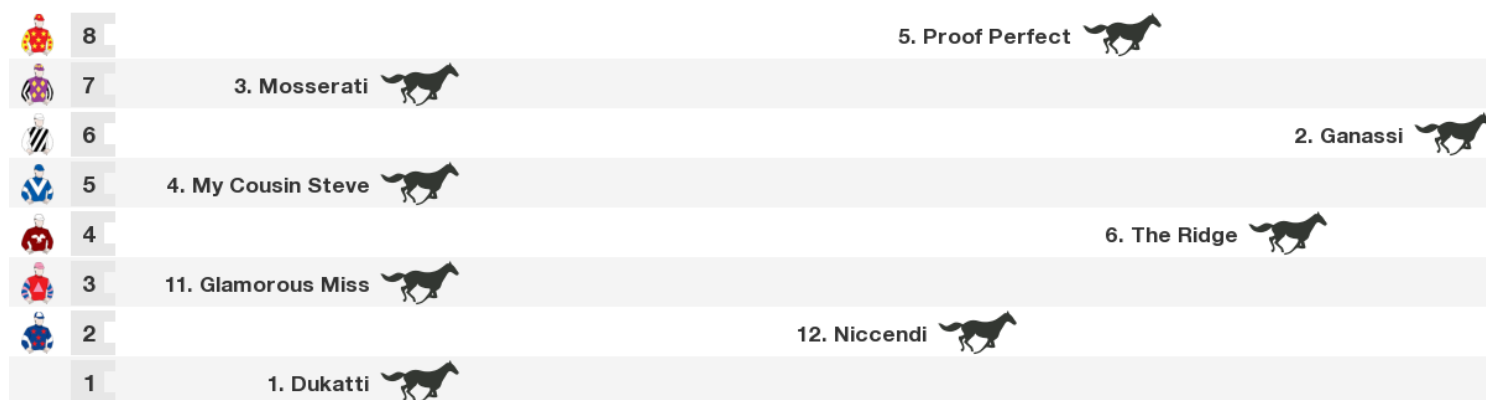 8 5. Proof Perfect
7 3. Mosserati
6 2. Ganassi
5 4. My Cousin Steve
4 6. The Ridge
3 11. Glamorous Miss
2 12. Niccendi
1 1. Dukatti